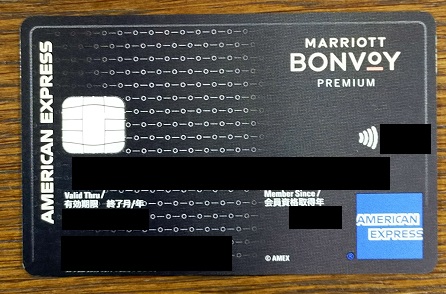 AMERICAN EXPRESS
MARRIOTT
BONVOY
PREMIUM
Valid Thru /
有効期限 終了月/年
Member Since /
会員資格取得年
© AMEX
®
AMERICAN
EXPRESS